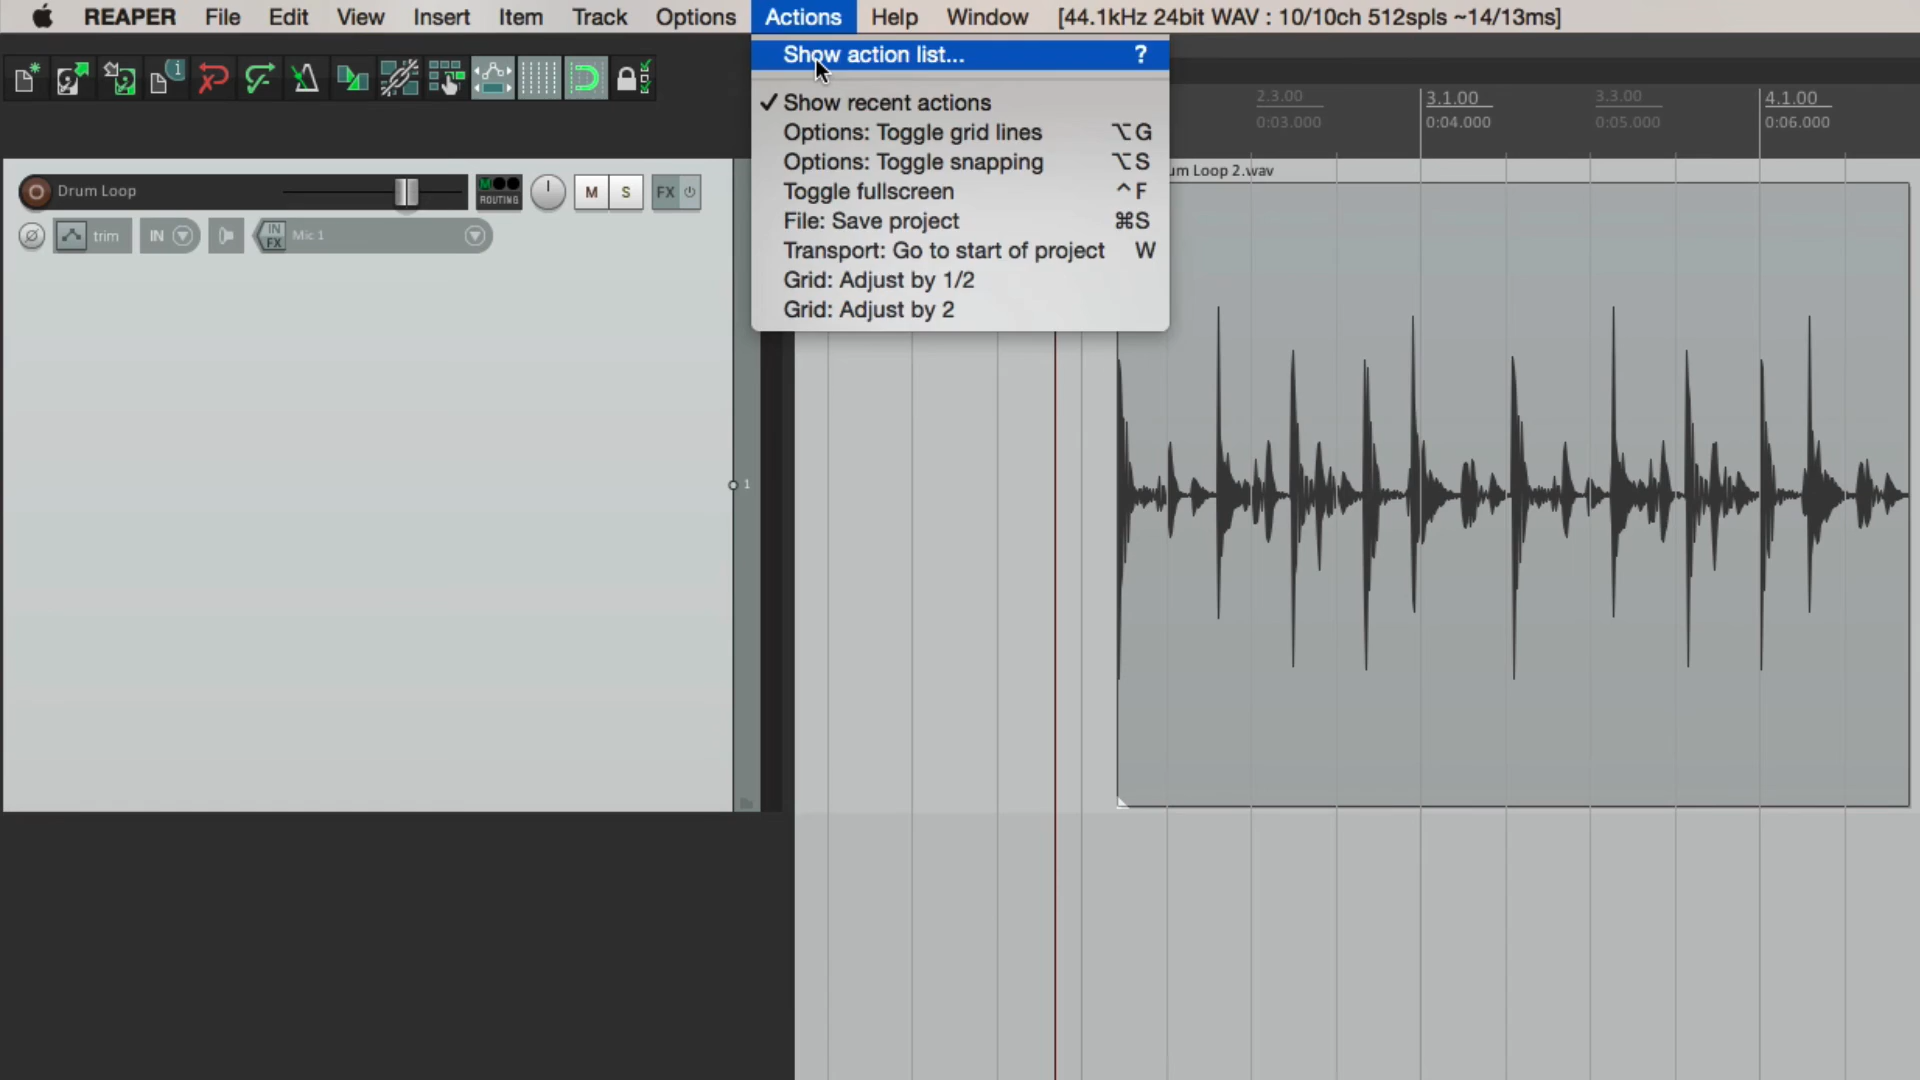 REAPER File Edit View Insert Item Track Options Actions Help Window [44.1kHz 24bit WAV : 10/10ch 512spls ~14/13ms]
Show action list... ?
✓ Show recent actions
Options: Toggle grid lines ⌥G
Options: Toggle snapping ⌥S
Toggle fullscreen ^F
File: Save project ⌘S
Transport: Go to start of project W
Grid: Adjust by 1/2
Grid: Adjust by 2
2.3.00 3.1.00 3.3.00 4.1.00
0:03.000 0:04.000 0:05.000 0:06.000
um Loop 2.wav
Drum Loop M ROUTING M S FX
trim IN IN FX Mic 1
1